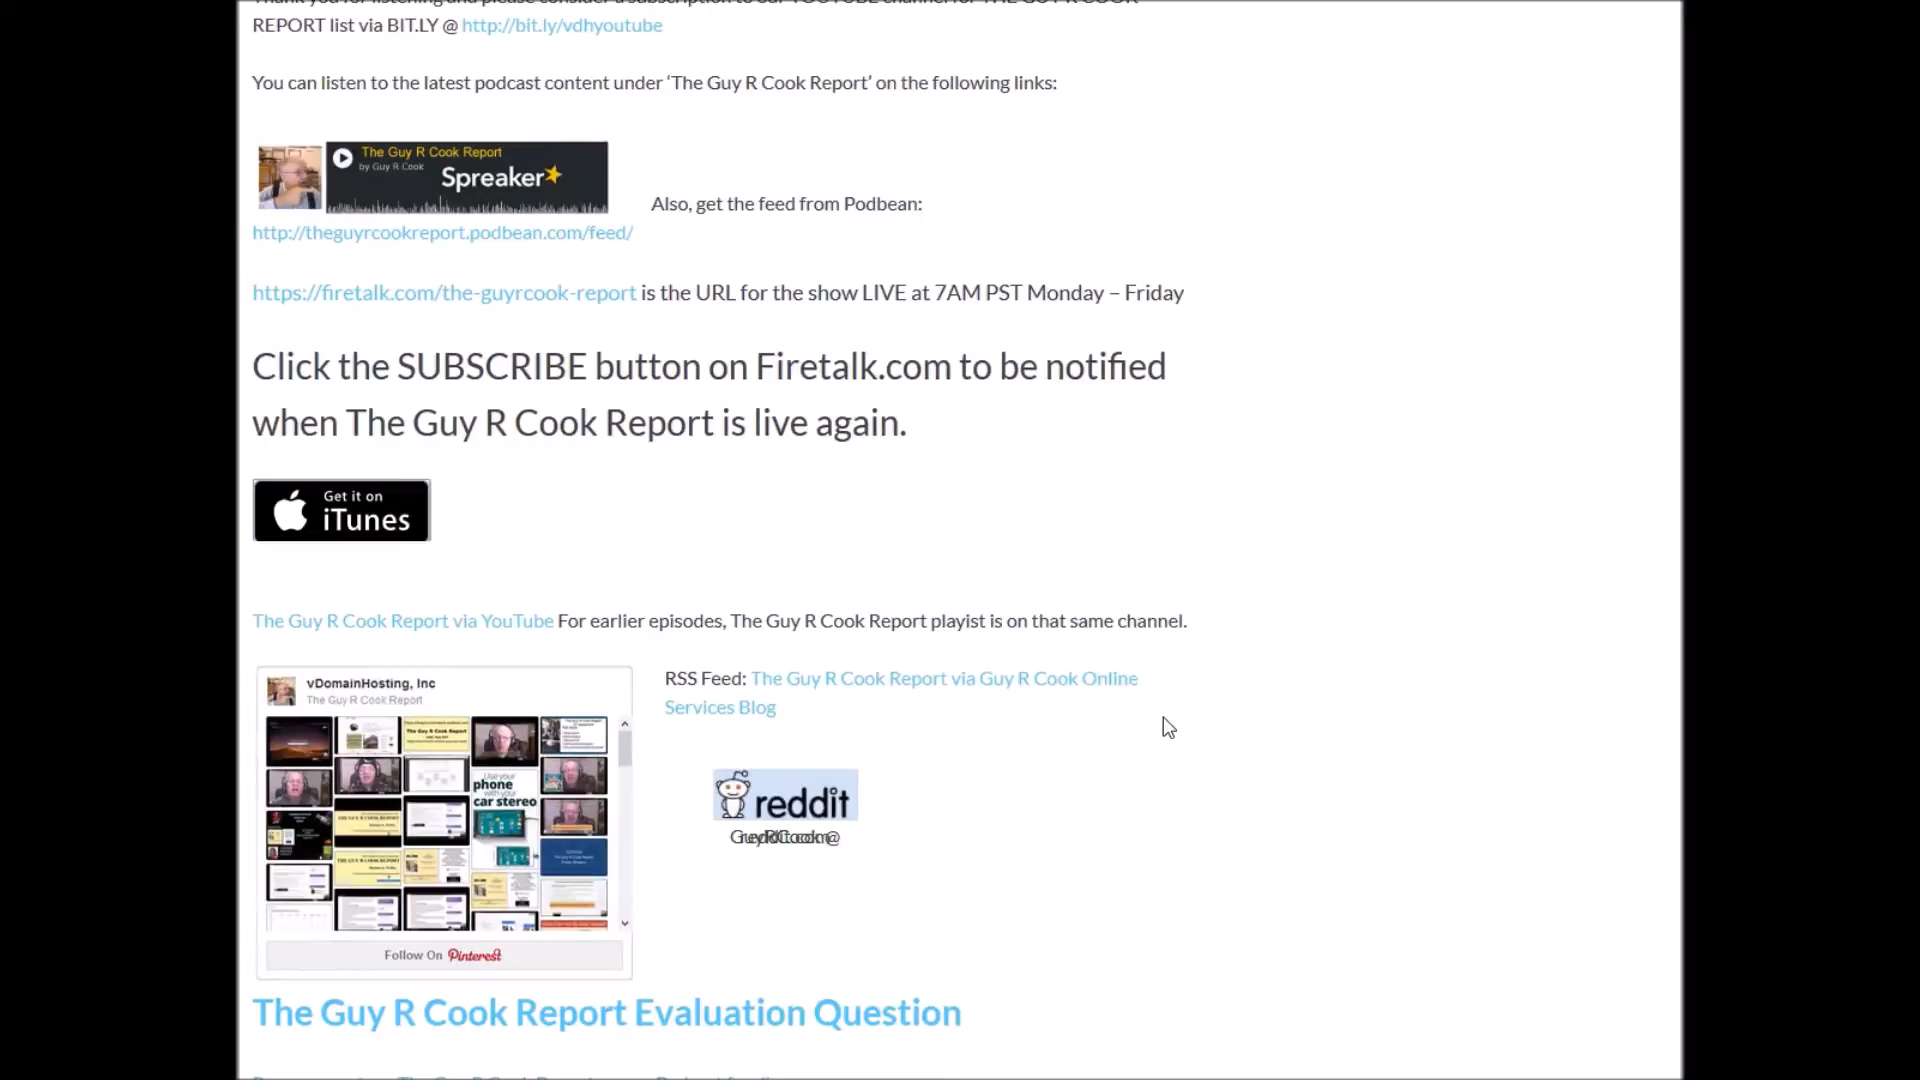 REPORT list via BIT.LY @ http://bit.ly/vdhyoutube
You can listen to the latest podcast content under ‘The Guy R Cook Report’ on the following links:
The Guy R Cook Report
by Guy R Cook
Spreaker
Also, get the feed from Podbean:
http://theguyrcookreport.podbean.com/feed/
https://firetalk.com/the-guyrcook-report is the URL for the show LIVE at 7AM PST Monday – Friday
Click the SUBSCRIBE button on Firetalk.com to be notified
when The Guy R Cook Report is live again.
Get it on
iTunes
The Guy R Cook Report via YouTube For earlier episodes, The Guy R Cook Report playist is on that same channel.
vDomainHosting, Inc
The Guy R Cook Report
RSS Feed: The Guy R Cook Report via Guy R Cook Online
Services Blog
Use your
phone
with your
car stereo
reddit
Follow On Pinterest
The Guy R Cook Report Evaluation Question